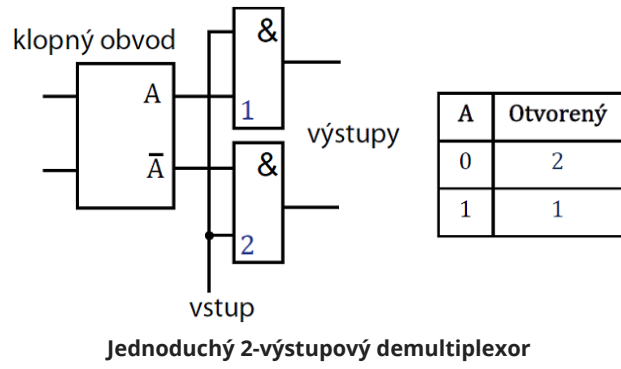 klopný obvod
A
A̅
&
1
&
2
výstupy
vstup
A Otvorený
0 2
1 1
Jednoduchý 2-výstupový demultiplexor